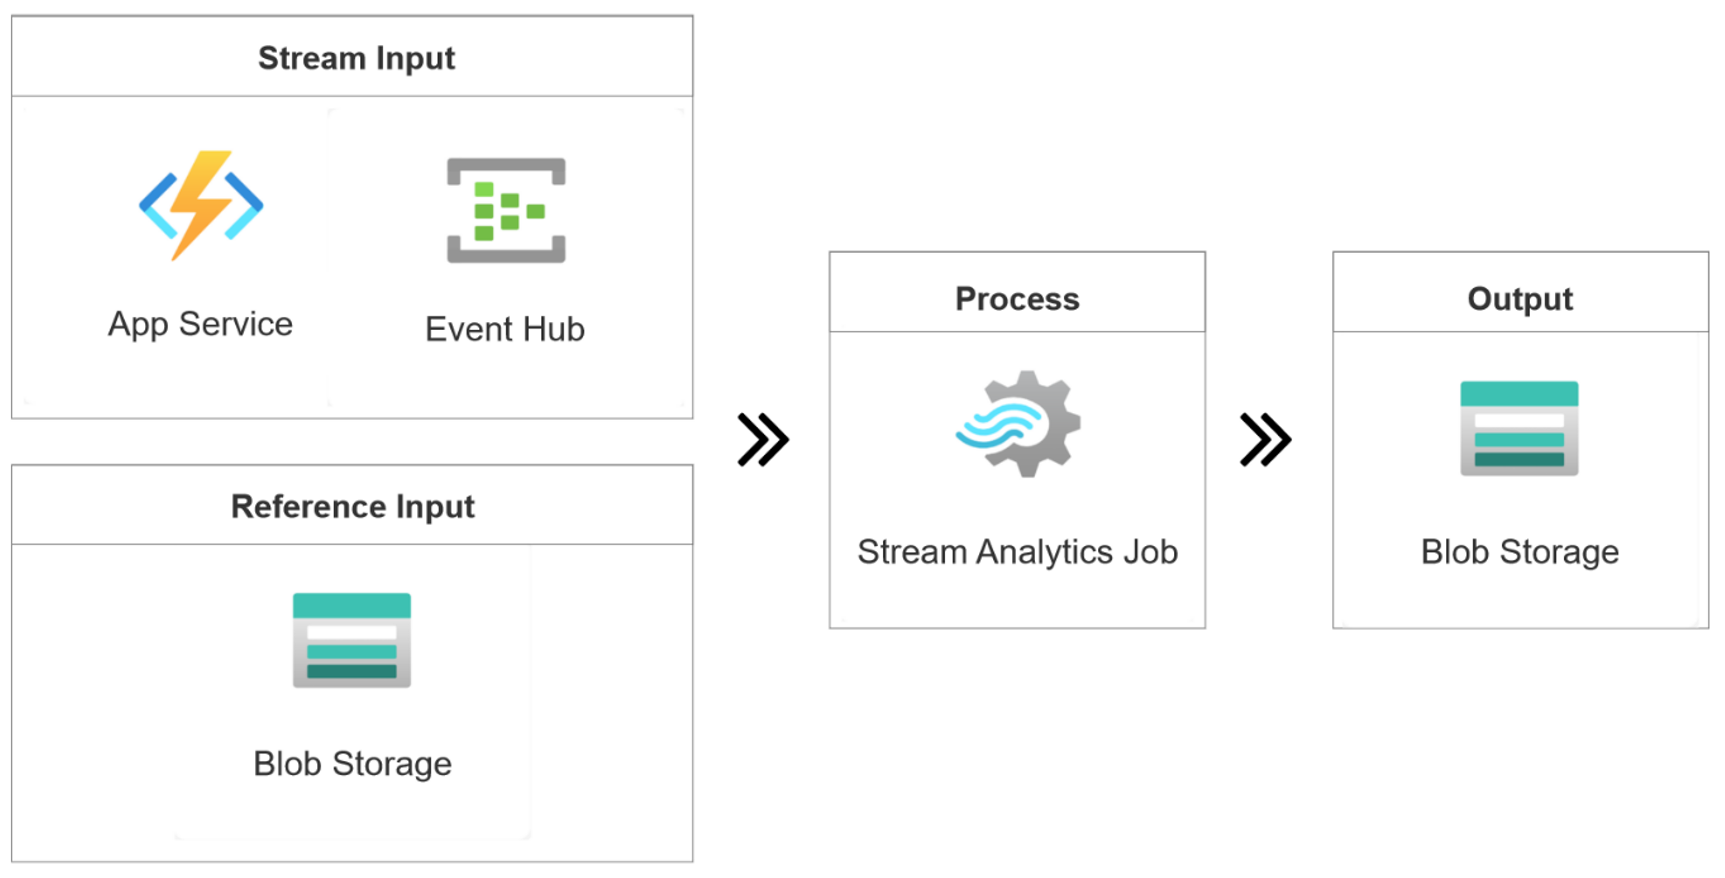 Stream Input
App Service
Event Hub
Reference Input
Blob Storage
Process
Stream Analytics Job
Output
Blob Storage